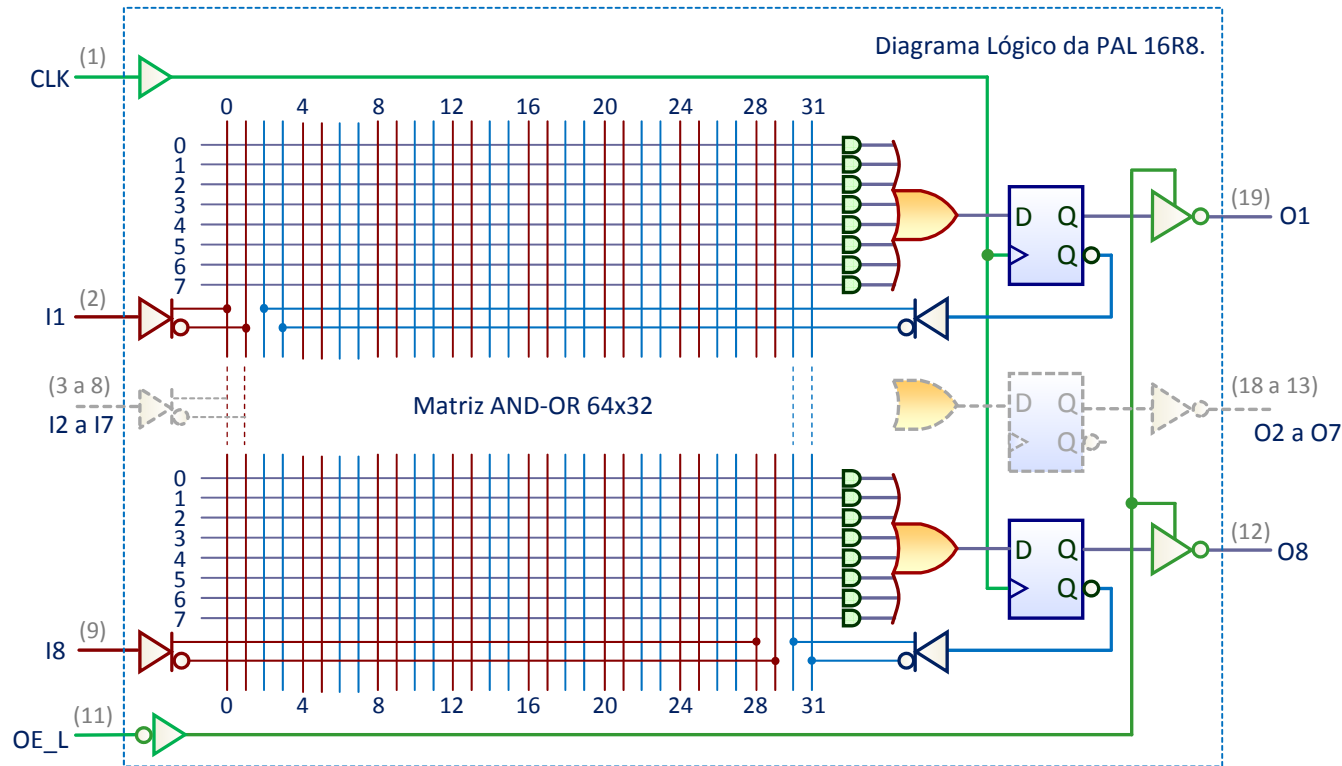 Diagrama Lógico da PAL 16R8.
(1)
CLK
0 4 8 12 16 20 24 28 31
0
1
2
3
4
5
6
7
D Q
Q
(19)
O1
(2)
I1
(3 a 8)
I2 a I7
Matriz AND-OR 64x32
D Q
Q
(18 a 13)
O2 a O7
0
1
2
3
4
5
6
7
D Q
Q
(12)
O8
(9)
I8
0 4 8 12 16 20 24 28 31
(11)
OE_L